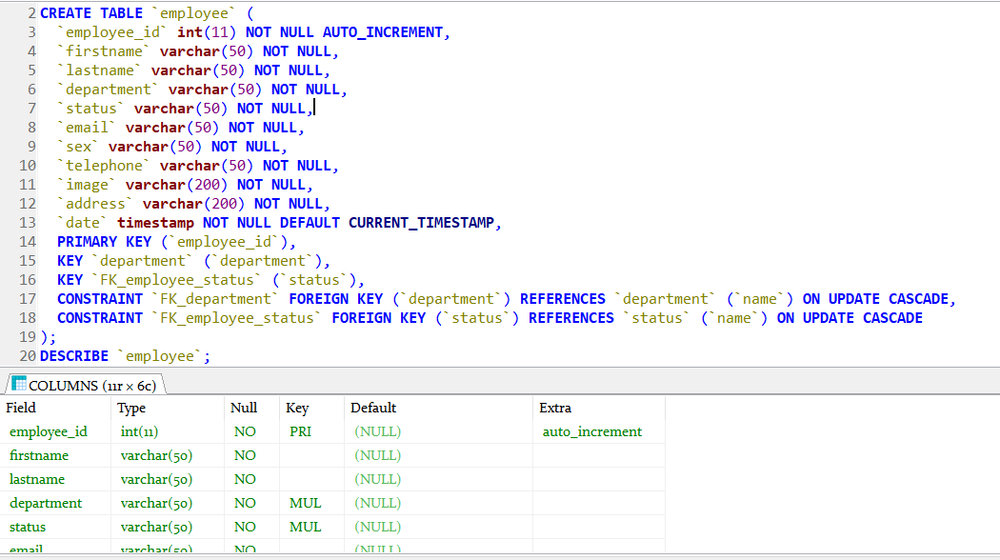 2 CREATE TABLE `employee` (
3 `employee_id` int(11) NOT NULL AUTO_INCREMENT,
4 `firstname` varchar(50) NOT NULL,
5 `lastname` varchar(50) NOT NULL,
6 `department` varchar(50) NOT NULL,
7 `status` varchar(50) NOT NULL,
8 `email` varchar(50) NOT NULL,
9 `sex` varchar(50) NOT NULL,
10 `telephone` varchar(50) NOT NULL,
11 `image` varchar(200) NOT NULL,
12 `address` varchar(200) NOT NULL,
13 `date` timestamp NOT NULL DEFAULT CURRENT_TIMESTAMP,
14 PRIMARY KEY (`employee_id`),
15 KEY `department` (`department`),
16 KEY `FK_employee_status` (`status`),
17 CONSTRAINT `FK_department` FOREIGN KEY (`department`) REFERENCES `department` (`name`) ON UPDATE CASCADE,
18 CONSTRAINT `FK_employee_status` FOREIGN KEY (`status`) REFERENCES `status` (`name`) ON UPDATE CASCADE
19 );
20 DESCRIBE `employee`;
COLUMNS (11r × 6c)
Field Type Null Key Default Extra
employee_id int(11) NO PRI (NULL) auto_increment
firstname varchar(50) NO (NULL)
lastname varchar(50) NO (NULL)
department varchar(50) NO MUL (NULL)
status varchar(50) NO MUL (NULL)
email varchar(50) NO (NULL)